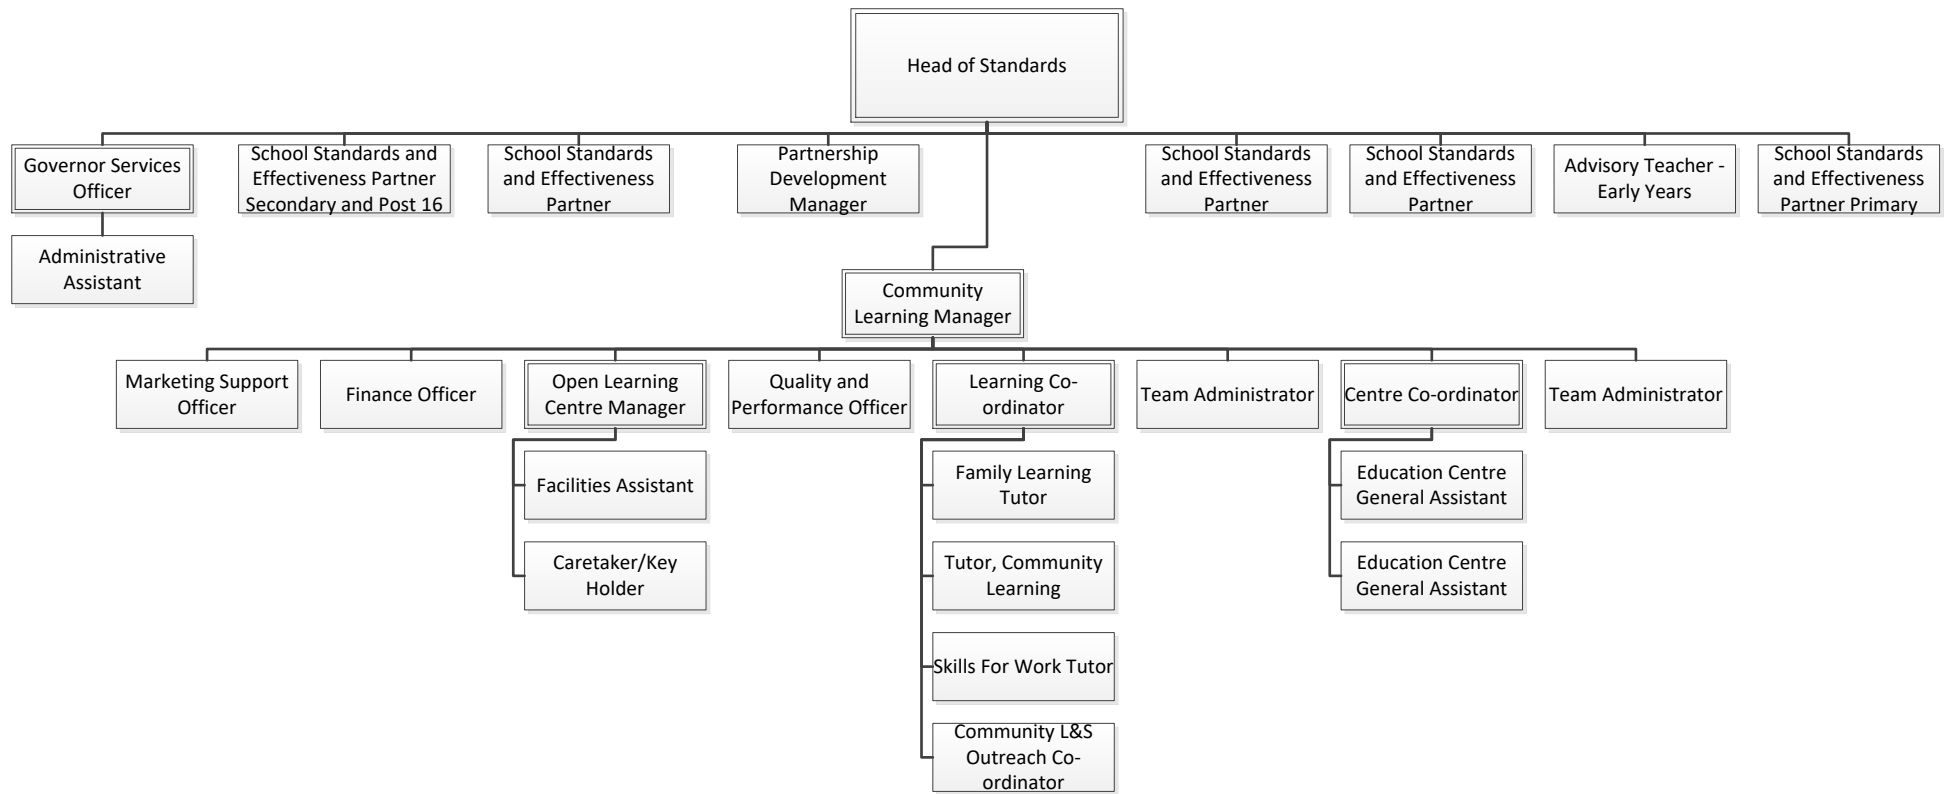 Head of Standards
Governor Services
Officer
School Standards and
Effectiveness Partner
Secondary and Post 16
School Standards
and Effectiveness
Partner
Partnership
Development
Manager
School Standards
and Effectiveness
Partner
School Standards
and Effectiveness
Partner
Advisory Teacher -
Early Years
School Standards
and Effectiveness
Partner Primary
Administrative
Assistant
Community
Learning Manager
Marketing Support
Officer
Finance Officer
Open Learning
Centre Manager
Quality and
Performance Officer
Learning Co-
ordinator
Team Administrator
Centre Co-ordinator
Team Administrator
Facilities Assistant
Caretaker/Key
Holder
Family Learning
Tutor
Tutor, Community
Learning
Skills For Work Tutor
Community L&S
Outreach Co-
ordinator
Education Centre
General Assistant
Education Centre
General Assistant